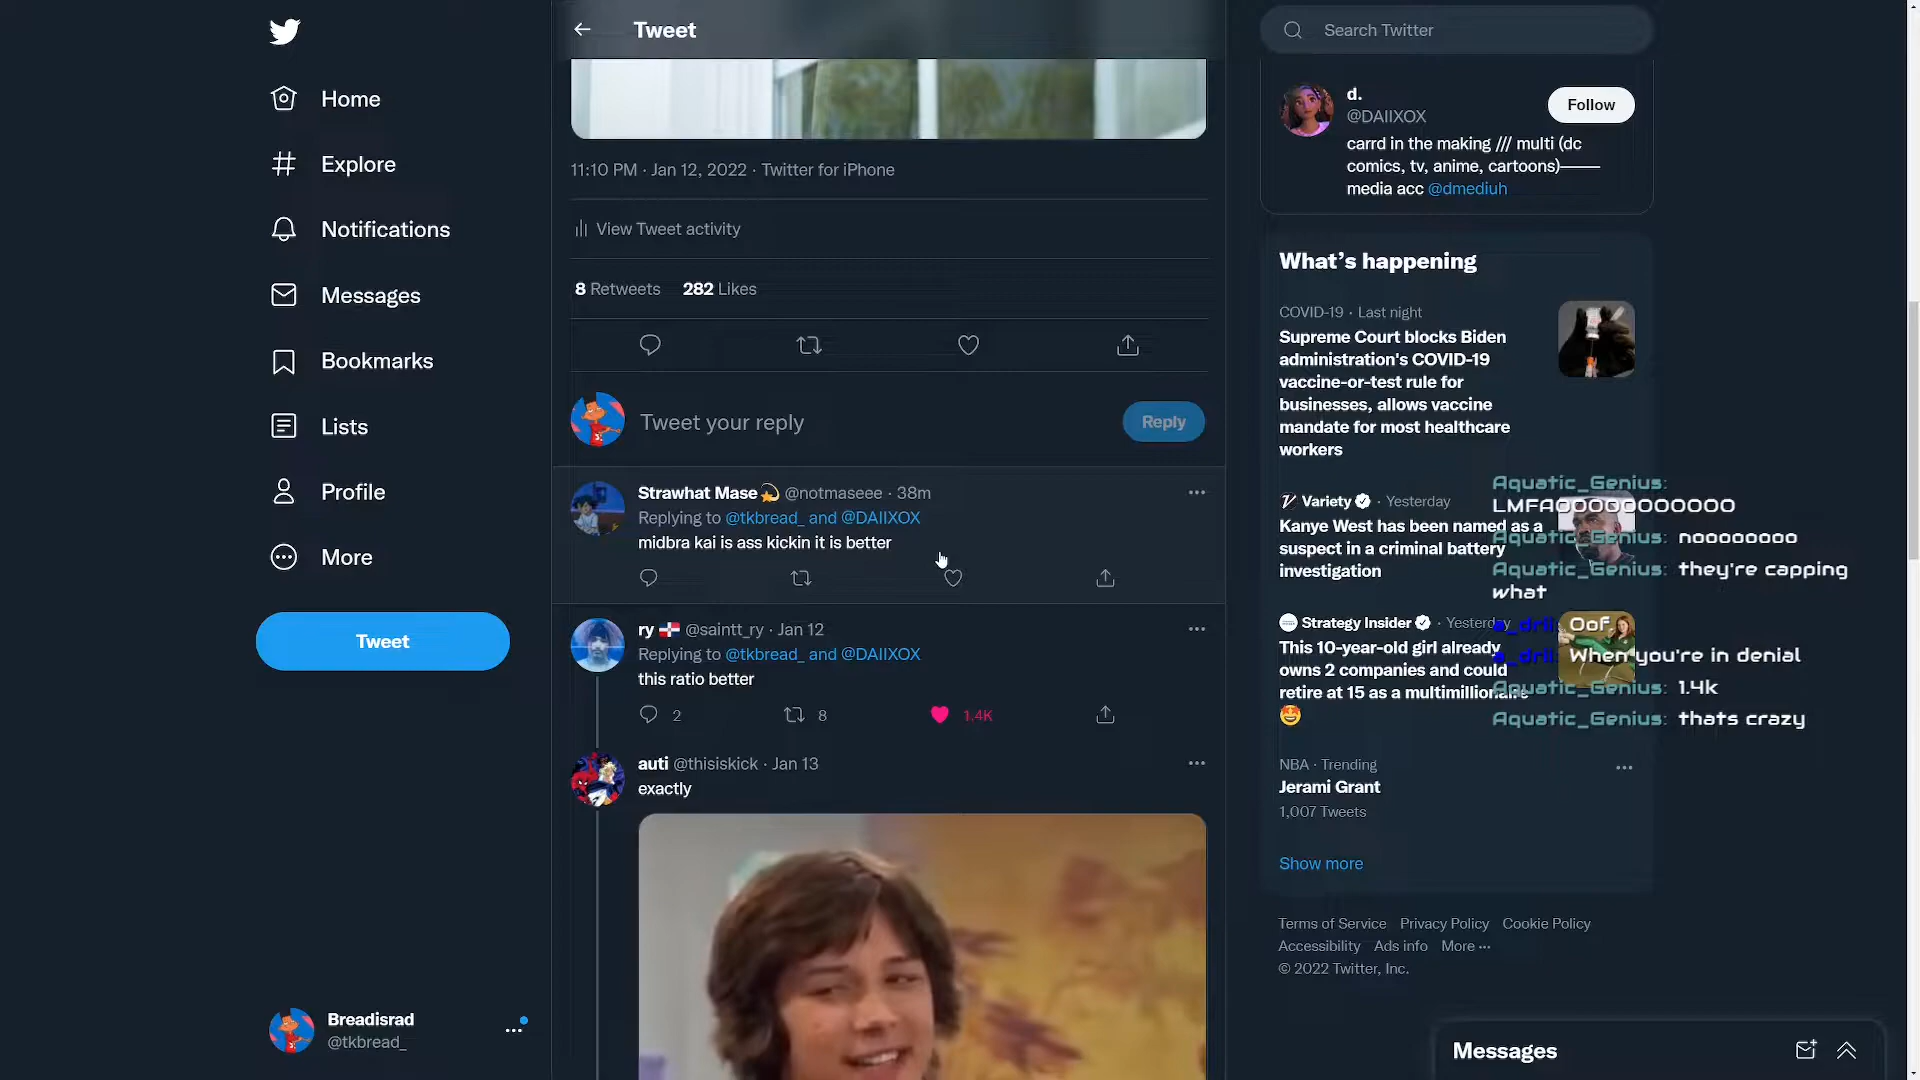 Home
Explore
Notifications
Messages
Bookmarks
Lists
Profile
More
Tweet
Breadisrad
@tkbread_
Tweet
11:10 PM · Jan 12, 2022 · Twitter for iPhone
View Tweet activity
8 Retweets 282 Likes
Tweet your reply
Reply
Strawhat Mase @notmaseee · 38m
Replying to @tkbread_ and @DAIIXOX
midbra kai is ass kickin it is better
ry @saintt_ry · Jan 12
Replying to @tkbread_ and @DAIIXOX
this ratio better
2 8 1.4K
auti @thisiskick · Jan 13
exactly
Search Twitter
d.
@DAIIXOX
Follow
carrd in the making /// multi (dc
comics, tv, anime, cartoons)——
media acc @dmediuh
What's happening
COVID-19 · Last night
Supreme Court blocks Biden
administration's COVID-19
vaccine-or-test rule for
businesses, allows vaccine
mandate for most healthcare
workers
Variety · Yesterday
Kanye West has been named as a
suspect in a criminal battery
investigation
Strategy Insider · Yesterday
This 10-year-old girl already
owns 2 companies and could
retire at 15 as a multimillionaire
NBA · Trending
Jerami Grant
1,007 Tweets
Show more
Terms of Service Privacy Policy Cookie Policy
Accessibility Ads info More ···
© 2022 Twitter, Inc.
Messages
Aquatic_Genius:
LMFAOOOOOOOOOOO
Aquatic_Genius: noooooooo
Aquatic_Genius: they're capping
what
Oof
When you're in denial
Aquatic_Genius: 1.4k
Aquatic_Genius: thats crazy